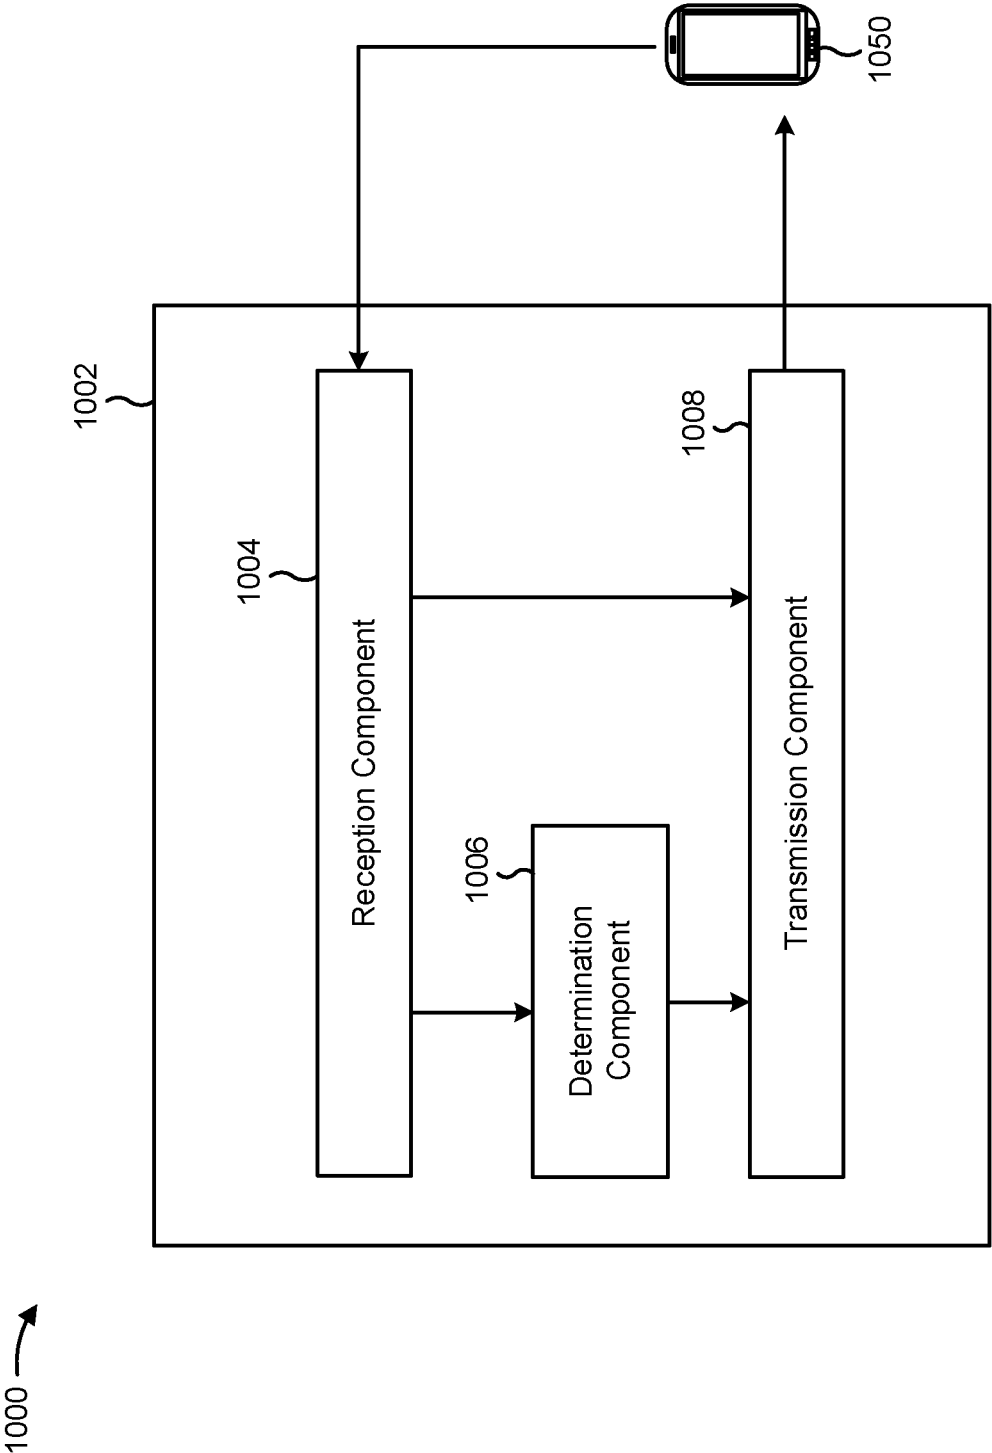 1000
1002
1004
Reception Component
1006
Determination
Component
1008
Transmission Component
1050